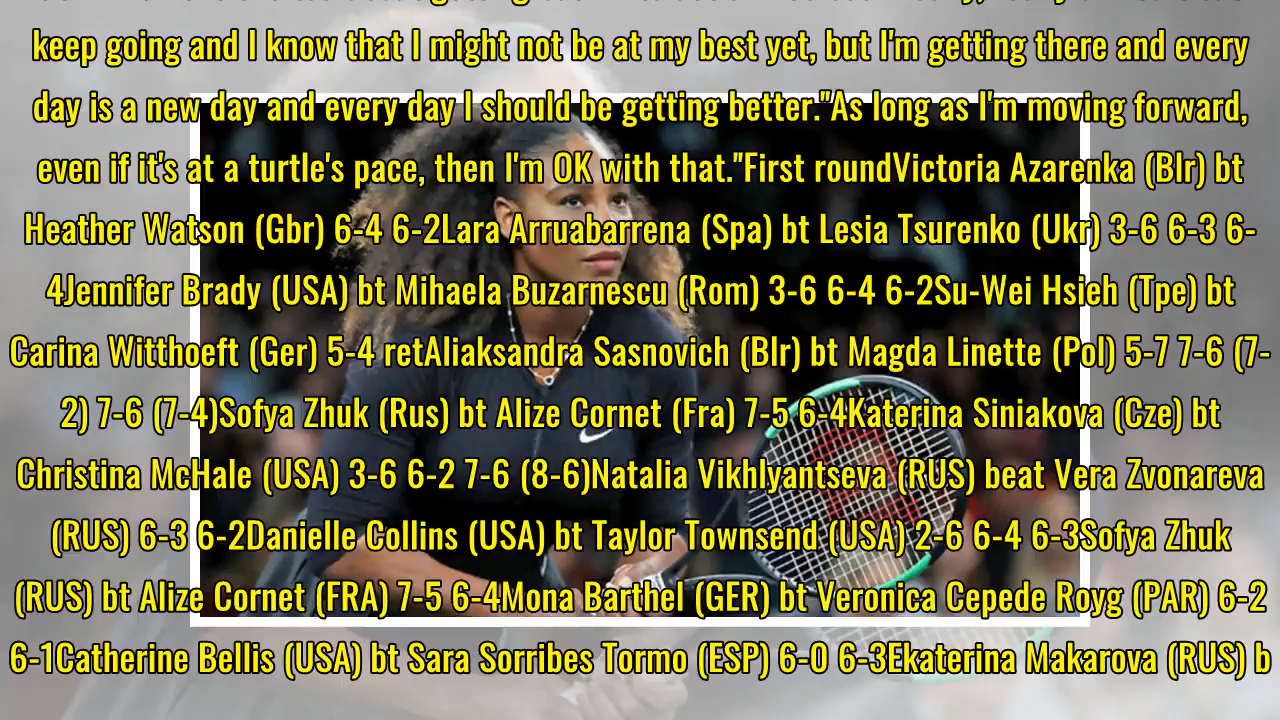 keep going and I know that I might not be at my best yet, but I'm getting there and every
day is a new day and every day I should be getting better."As long as I'm moving forward,
even if it's at a turtle's pace, then I'm OK with that."First roundVictoria Azarenka (Blr) bt
Heather Watson (Gbr) 6-4 6-2Lara Arruabarrena (Spa) bt Lesia Tsurenko (Ukr) 3-6 6-3 6-
4Jennifer Brady (USA) bt Mihaela Buzarnescu (Rom) 3-6 6-4 6-2Su-Wei Hsieh (Tpe) bt
Carina Witthoeft (Ger) 5-4 retAliaksandra Sasnovich (Blr) bt Magda Linette (Pol) 5-7 7-6 (7-
2) 7-6 (7-4)Sofya Zhuk (Rus) bt Alize Cornet (Fra) 7-5 6-4Katerina Siniakova (Cze) bt
Christina McHale (USA) 3-6 6-2 7-6 (8-6)Natalia Vikhlyantseva (RUS) beat Vera Zvonareva
(RUS) 6-3 6-2Danielle Collins (USA) bt Taylor Townsend (USA) 2-6 6-4 6-3Sofya Zhuk
(RUS) bt Alize Cornet (FRA) 7-5 6-4Mona Barthel (GER) bt Veronica Cepede Royg (PAR) 6-2
6-1Catherine Bellis (USA) bt Sara Sorribes Tormo (ESP) 6-0 6-3Ekaterina Makarova (RUS) b